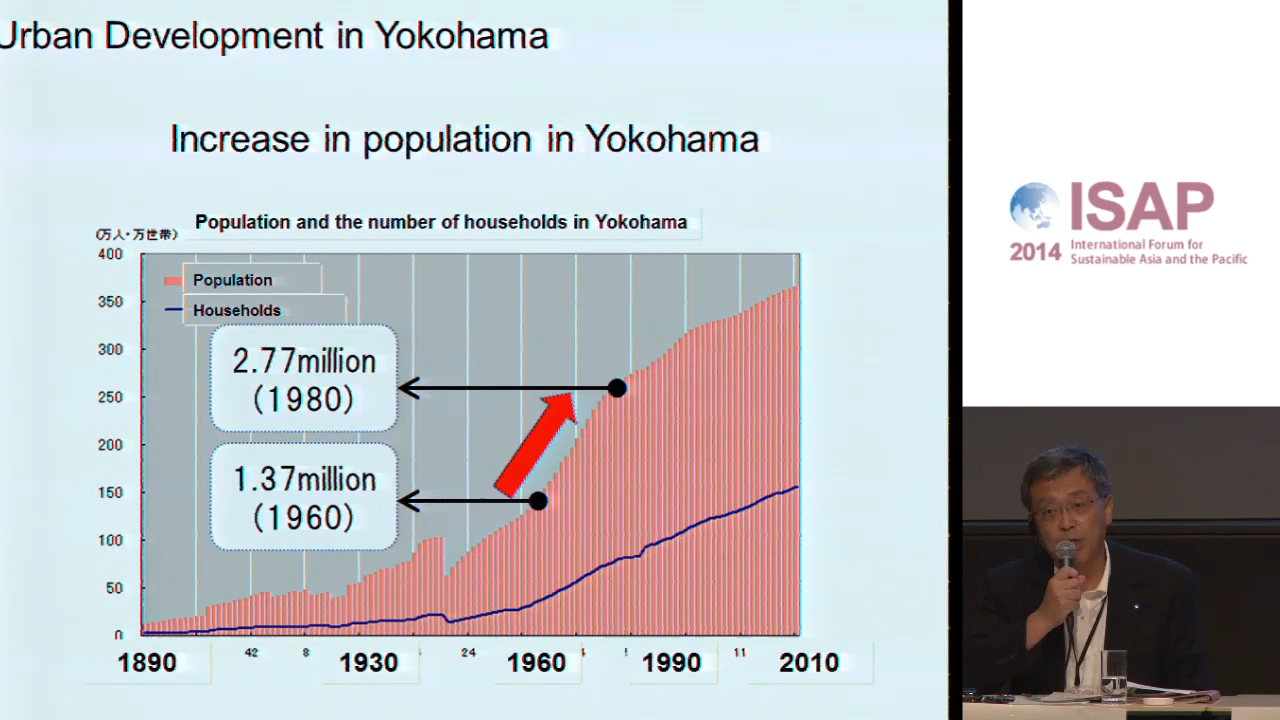 Urban Development in Yokohama
Increase in population in Yokohama
Population and the number of households in Yokohama
(万人・万世帯)
400
350
300
250
200
150
100
50
0
Population
Households
2.77million
(1980)
1.37million
(1960)
1890
42
8
1930
24
1960
1990
11
2010
ISAP
2014
International Forum for
Sustainable Asia and the Pacific